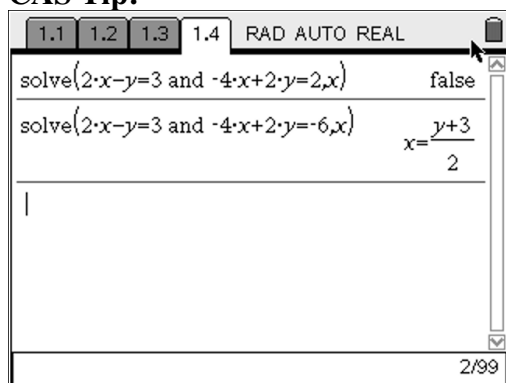 CAS Tip:
1.1 1.2 1.3 1.4 RAD AUTO REAL
solve(2·x−y=3 and -4·x+2·y=2,x) false
solve(2·x−y=3 and -4·x+2·y=-6,x) x=(y+3)/2
2/99